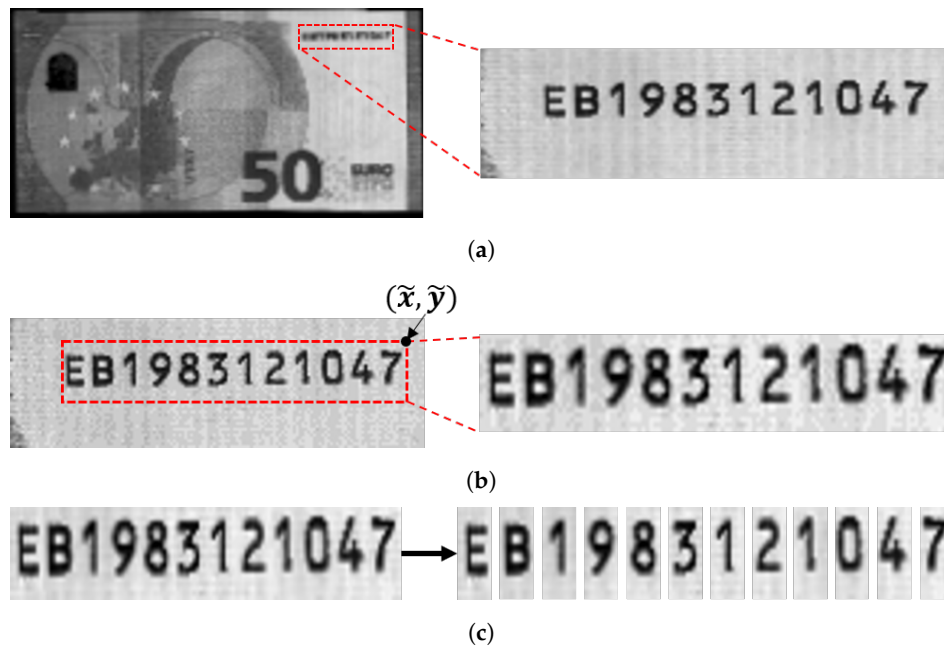 EB1983121047
50 EURO
(a)
(x̃, ỹ)
EB1983121047
EB1983121047
(b)
EB1983121047
E B 1 9 8 3 1 2 1 0 4 7
(c)